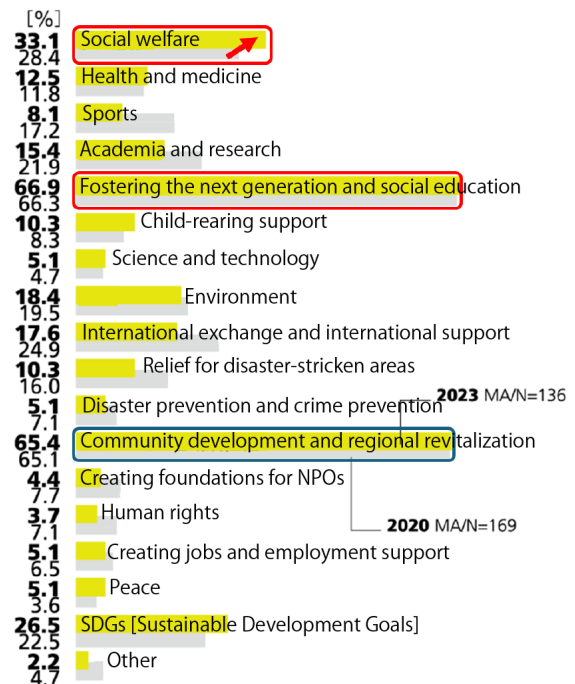 [%]
33.1 Social welfare
28.4
12.5 Health and medicine
11.8
8.1 Sports
17.2
15.4 Academia and research
21.9
66.9 Fostering the next generation and social education
66.3
10.3 Child-rearing support
8.3
5.1 Science and technology
4.7
18.4 Environment
19.5
17.6 International exchange and international support
24.9
10.3 Relief for disaster-stricken areas
16.0
2023 MA/N=136
5.1 Disaster prevention and crime prevention
7.1
65.4 Community development and regional revitalization
65.1
4.4 Creating foundations for NPOs
7.7
3.7 Human rights
7.1
2020 MA/N=169
5.1 Creating jobs and employment support
6.5
5.1 Peace
3.6
26.5 SDGs [Sustainable Development Goals]
22.5
2.2 Other
4.7